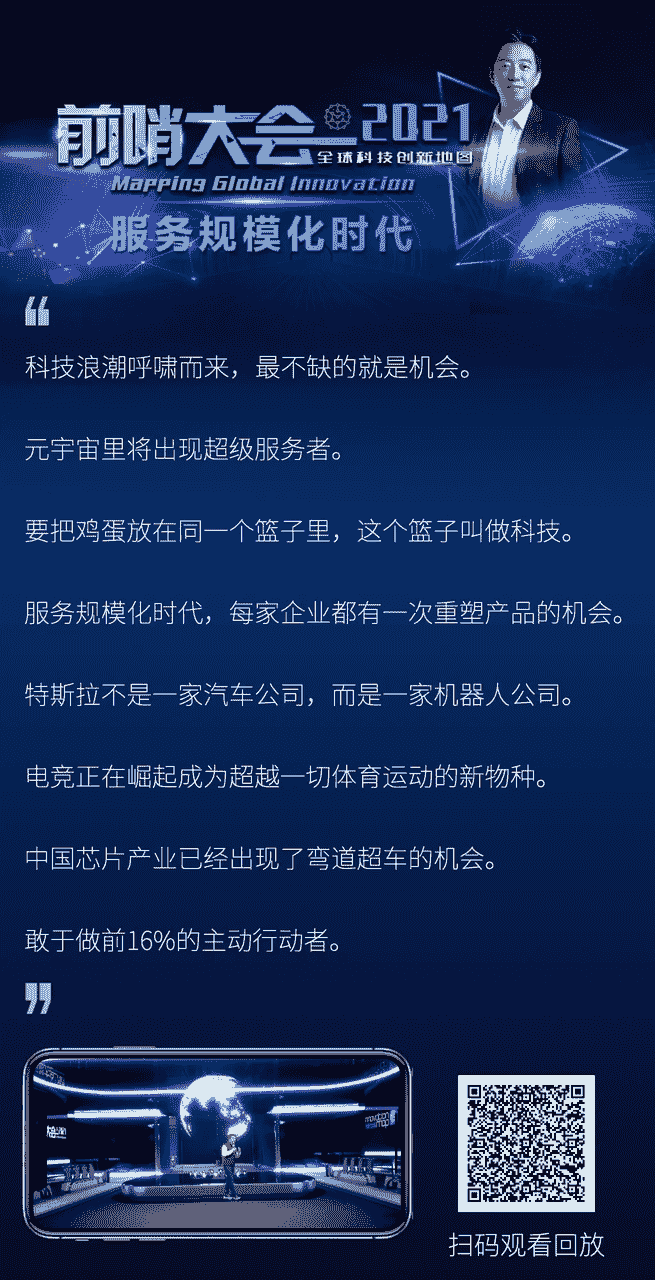 前哨大会 2021
全球科技创新地图
Mapping Global Innovation
服务规模化时代
“
科技浪潮呼啸而来，最不缺的就是机会。
元宇宙里将出现超级服务者。
要把鸡蛋放在同一个篮子里，这个篮子叫做科技。
服务规模化时代，每家企业都有一次重塑产品的机会。
特斯拉不是一家汽车公司，而是一家机器人公司。
电竞正在崛起成为超越一切体育运动的新物种。
中国芯片产业已经出现了弯道超车的机会。
敢于做前16%的主动行动者。
”
扫码观看回放